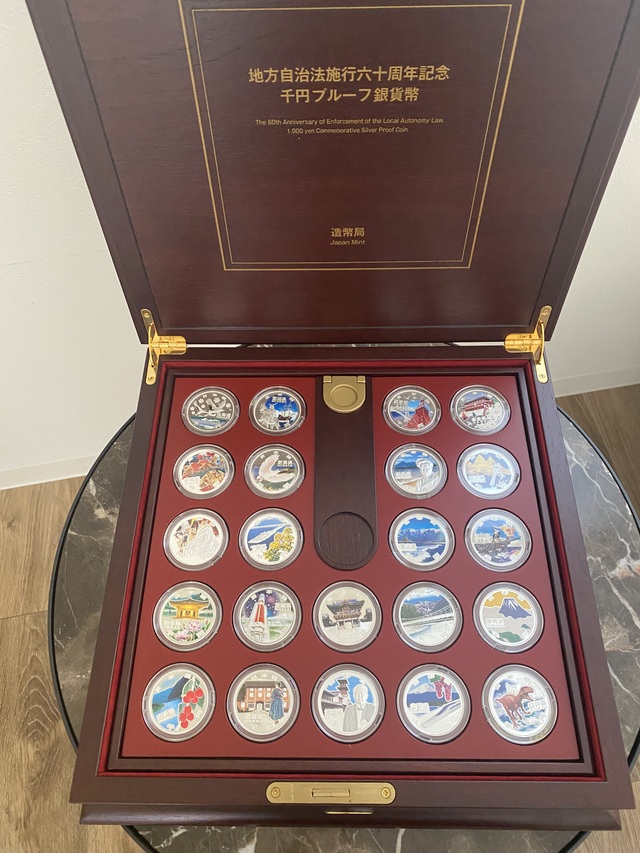 地方自治法施行六十周年記念
千円プルーフ銀貨幣
The 60th Anniversary of Enforcement of the Local Autonomy Law
1,000 yen Commemorative Silver Proof Coin
造幣局
Japan Mint